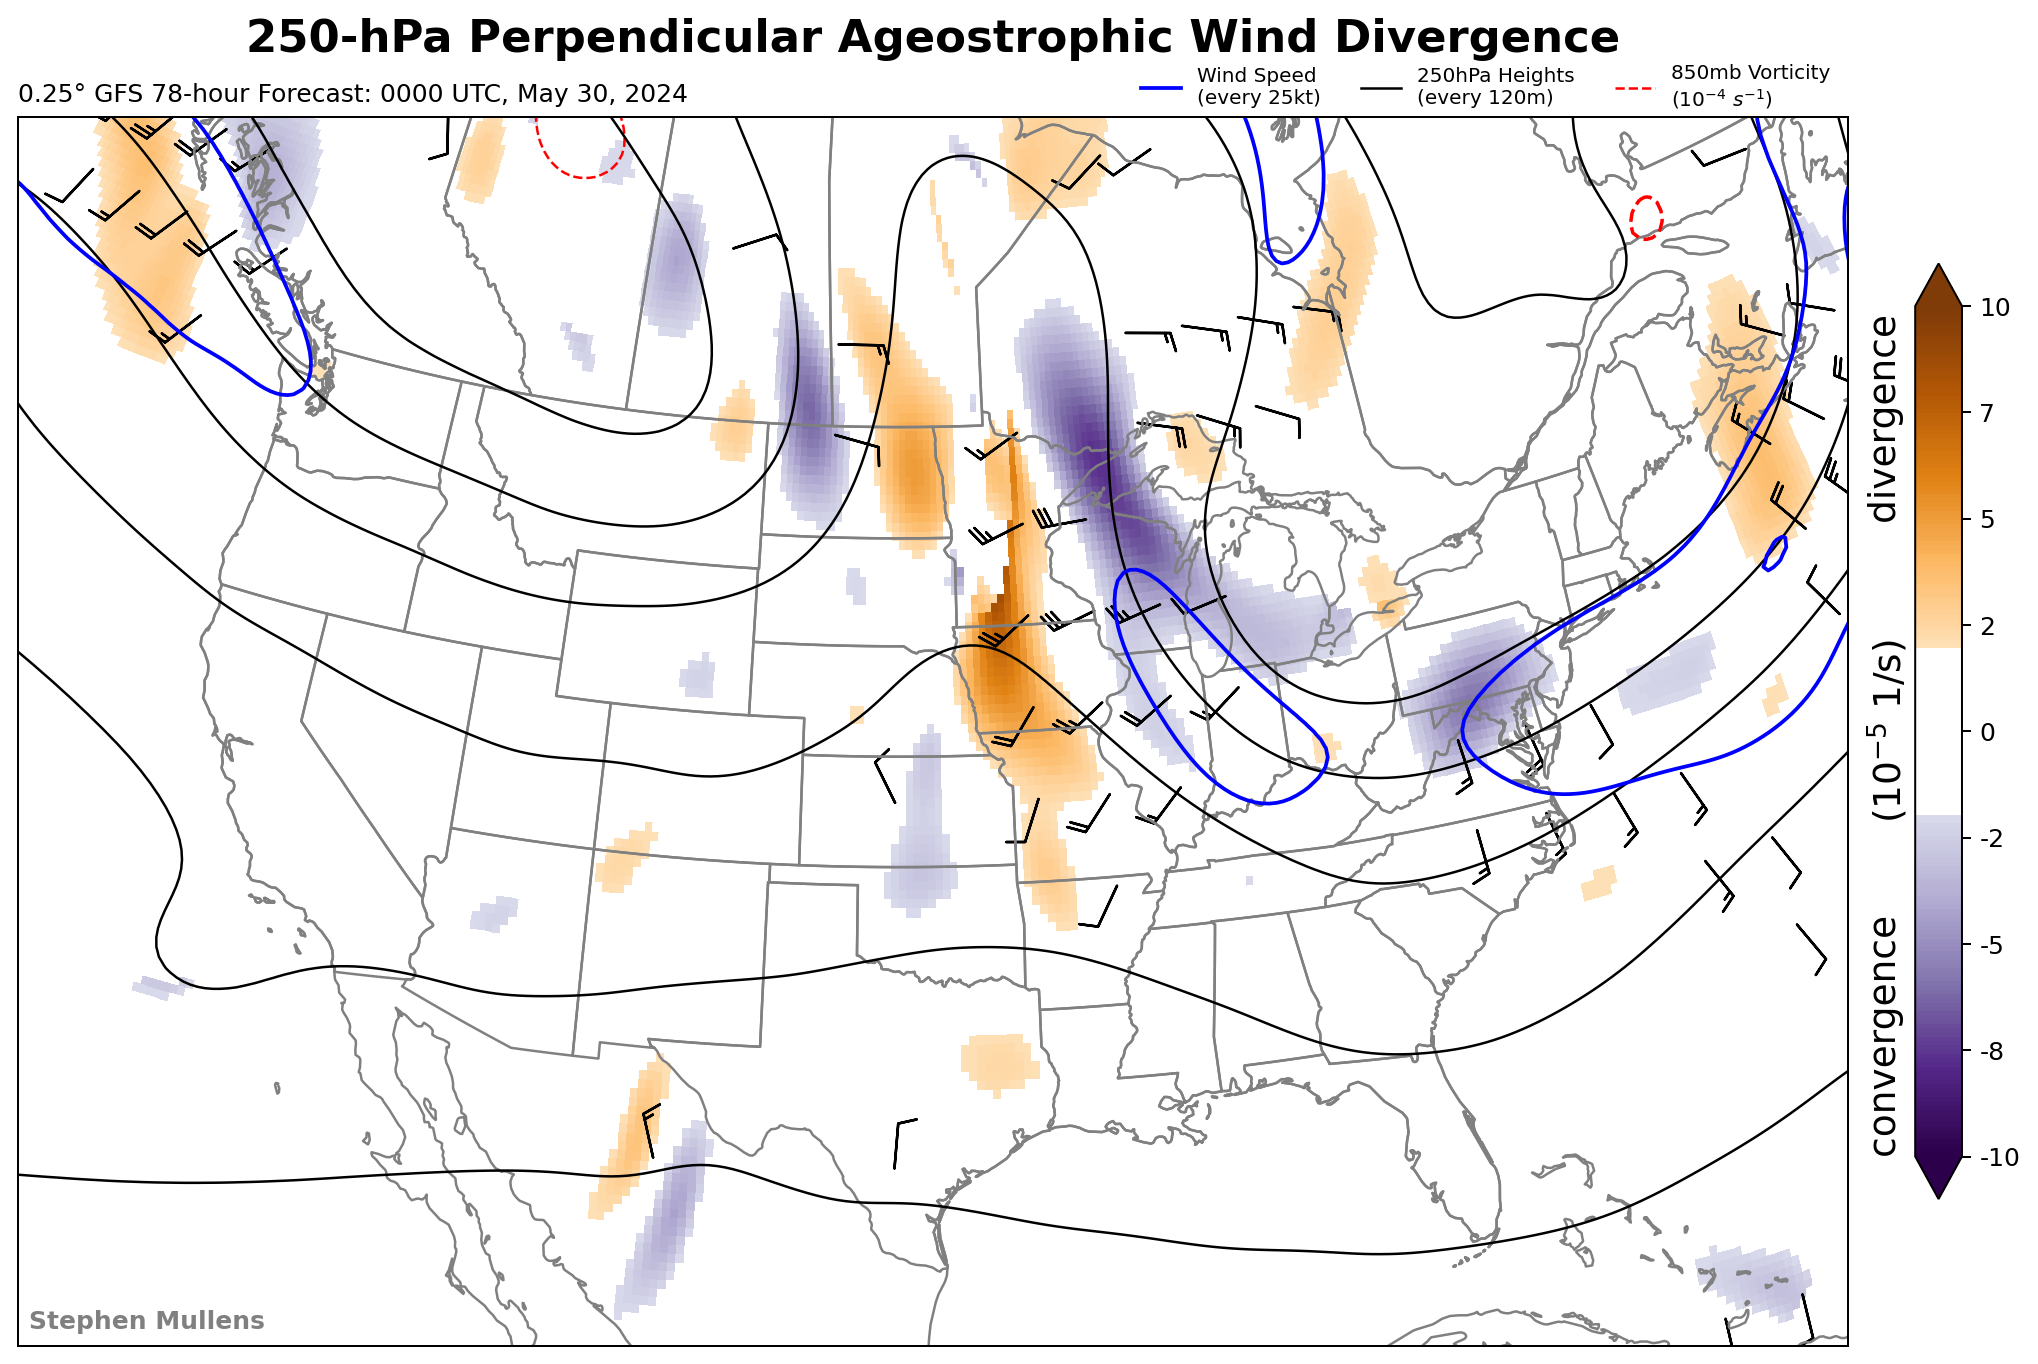 250-hPa Perpendicular Ageostrophic Wind Divergence
0.25° GFS 78-hour Forecast: 0000 UTC, May 30, 2024
Wind Speed
(every 25kt)
250hPa Heights
(every 120m)
850mb Vorticity
(10⁻⁴ s⁻¹)
10
7
5
2
0
-2
-5
-8
-10
convergence (10⁻⁵ 1/s) divergence
Stephen Mullens